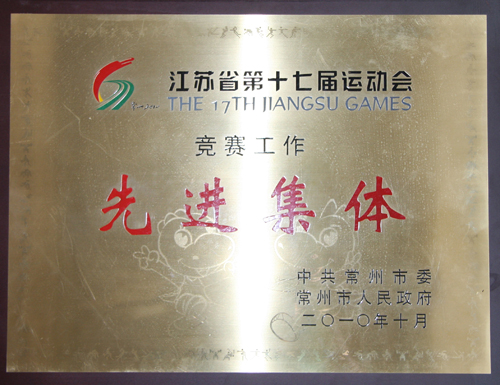 江苏省第十七届运动会
THE 17TH JIANGSU GAMES
竞赛工作
先进集体
中共常州市委
常州市人民政府
二〇一〇年十月